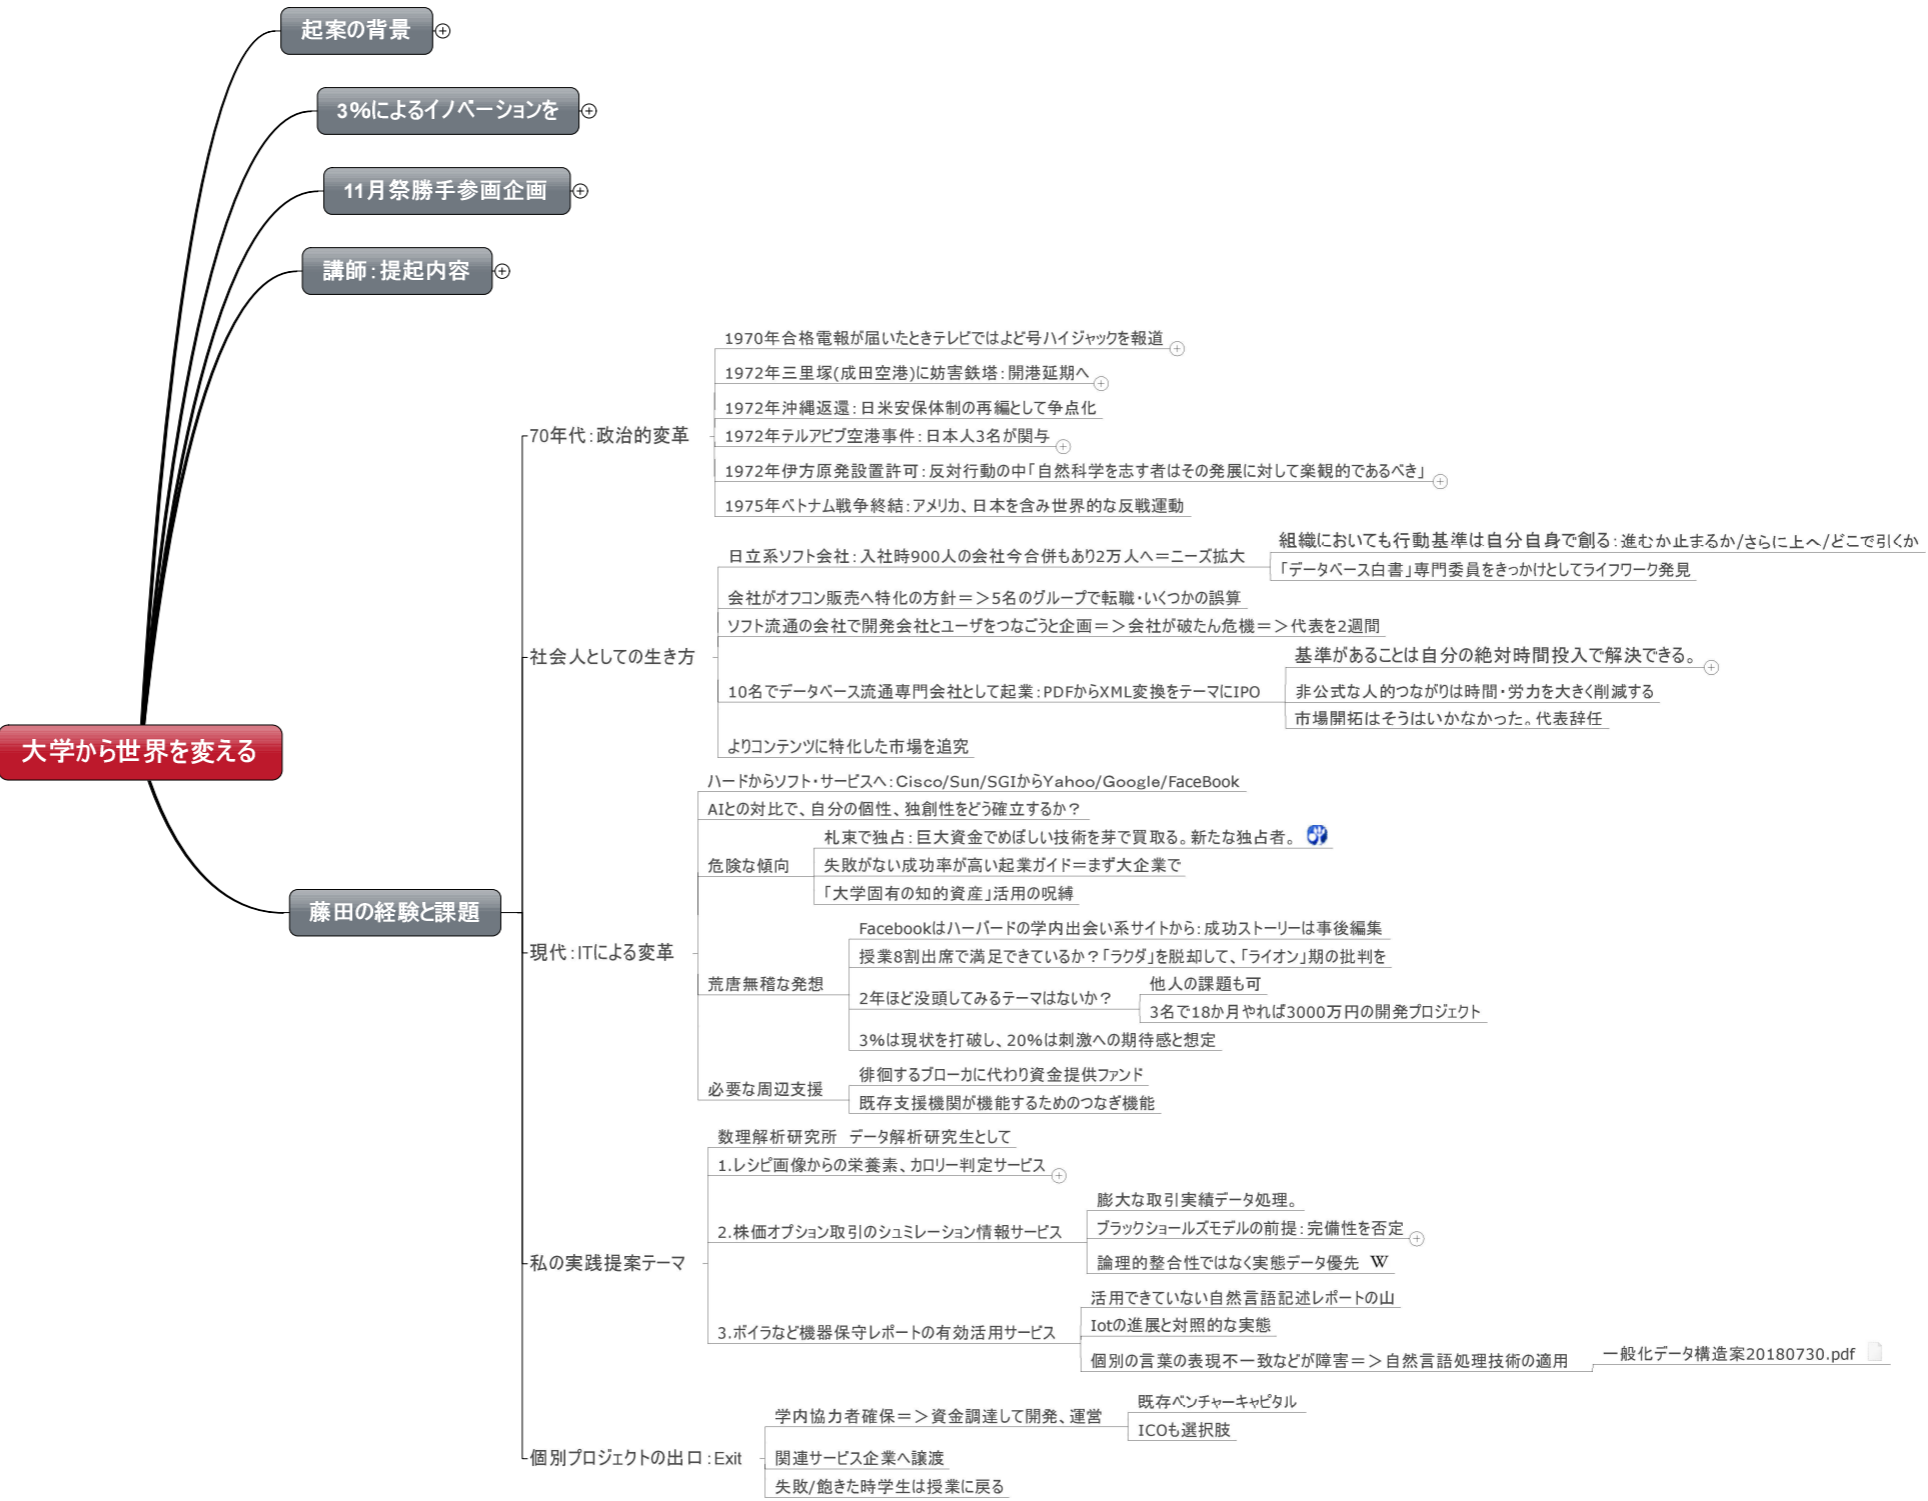 起案の背景
3%によるイノベーションを
11月祭勝手参画企画
講師：提起内容
大学から世界を変える
藤田の経験と課題
70年代：政治的変革
1970年合格電報が届いたときテレビではよど号ハイジャックを報道
1972年三里塚(成田空港)に妨害鉄塔：開港延期へ
1972年沖縄返還：日米安保体制の再編として争点化
1972年テルアビブ空港事件：日本人3名が関与
1972年伊方原発設置許可：反対行動の中「自然科学を志す者はその発展に対して楽観的であるべき」
1975年ベトナム戦争終結：アメリカ、日本を含み世界的な反戦運動
社会人としての生き方
日立系ソフト会社：入社時900人の会社今合併もあり2万人へ＝ニーズ拡大
組織においても行動基準は自分自身で創る：進むか止まるか/さらに上へ/どこで引くか
「データベース白書」専門委員をきっかけとしてライフワーク発見
会社がオフコン販売へ特化の方針＝＞5名のグループで転職・いくつかの誤算
ソフト流通の会社で開発会社とユーザをつなごうと企画＝＞会社が破たん危機＝＞代表を2週間
10名でデータベース流通専門会社として起業：PDFからXML変換をテーマにIPO
基準があることは自分の絶対時間投入で解決できる。
非公式な人的つながりは時間・労力を大きく削減する
市場開拓はそうはいかなかった。代表辞任
よりコンテンツに特化した市場を追究
現代：ITによる変革
ハードからソフト・サービスへ：Cisco/Sun/SGIからYahoo/Google/FaceBook
AIとの対比で、自分の個性、独創性をどう確立するか？
危険な傾向
札束で独占：巨大資金でめぼしい技術を芽で買取る。新たな独占者。
失敗がない成功率が高い起業ガイド＝まず大企業で
「大学固有の知的資産」活用の呪縛
荒唐無稽な発想
Facebookはハーバードの学内出会い系サイトから：成功ストーリーは事後編集
授業8割出席で満足できているか？「ラクダ」を脱却して、「ライオン」期の批判を
2年ほど没頭してみるテーマはないか？
他人の課題も可
3名で18か月やれば3000万円の開発プロジェクト
3%は現状を打破し、20%は刺激への期待感と想定
必要な周辺支援
徘徊するブローカに代わり資金提供ファンド
既存支援機関が機能するためのつなぎ機能
私の実践提案テーマ
数理解析研究所　データ解析研究生として
1.レシピ画像からの栄養素、カロリー判定サービス
2.株価オプション取引のシュミレーション情報サービス
膨大な取引実績データ処理。
ブラックショールズモデルの前提：完備性を否定
論理的整合性ではなく実態データ優先 W
3.ボイラなど機器保守レポートの有効活用サービス
活用できていない自然言語記述レポートの山
Iotの進展と対照的な実態
個別の言葉の表現不一致などが障害＝＞自然言語処理技術の適用
一般化データ構造案20180730.pdf
個別プロジェクトの出口：Exit
学内協力者確保＝＞資金調達して開発、運営
既存ベンチャーキャピタル
ICOも選択肢
関連サービス企業へ譲渡
失敗/飽きた時学生は授業に戻る